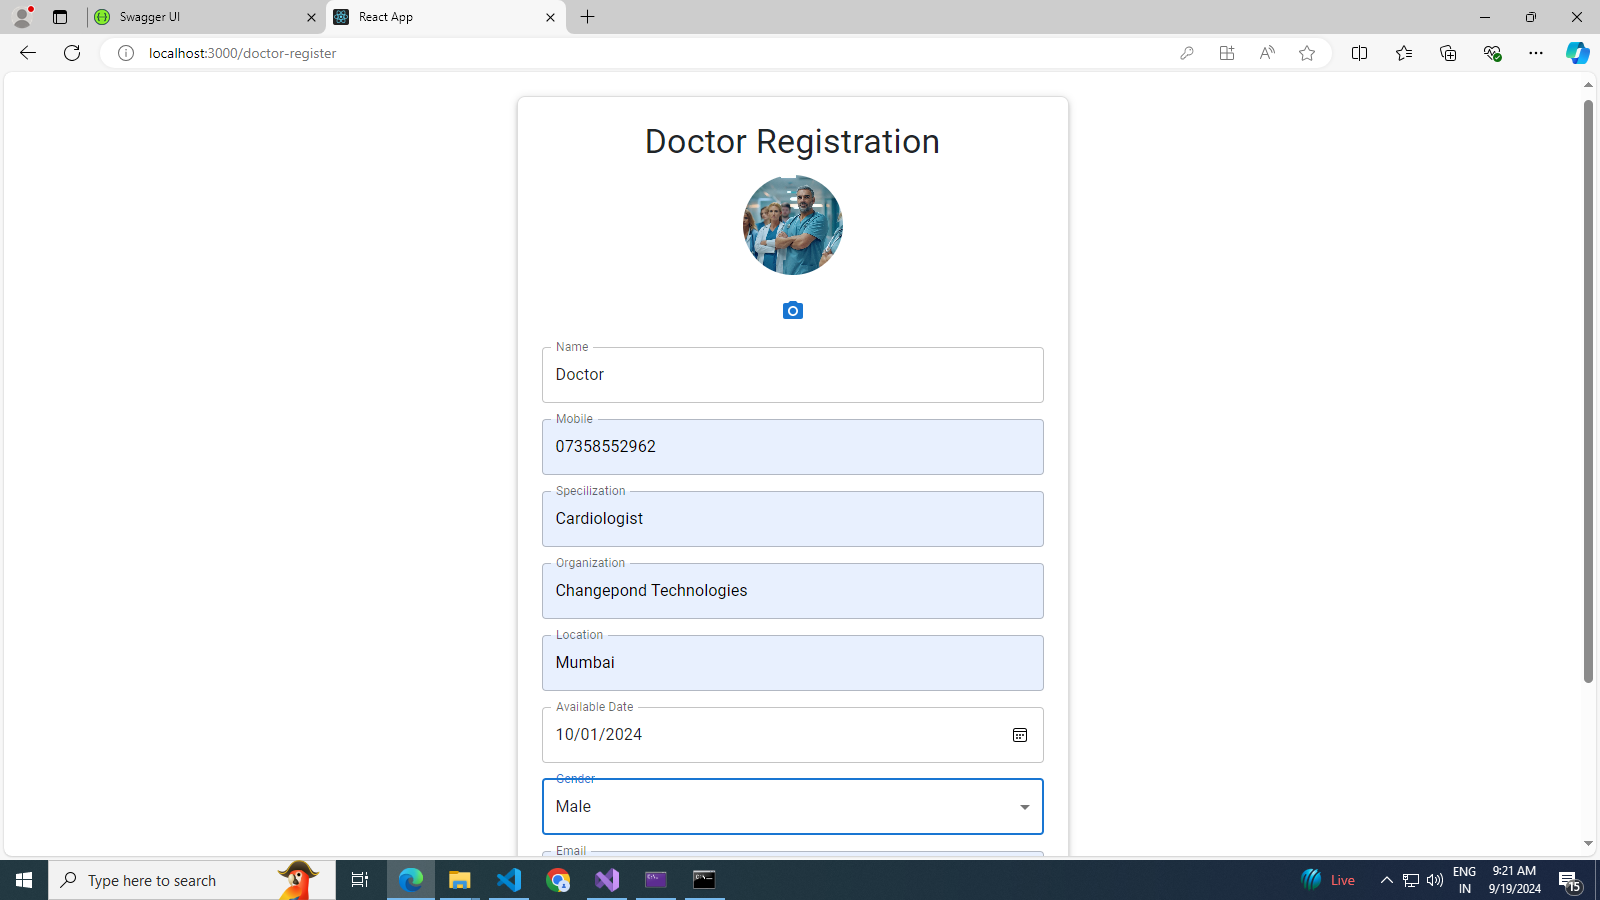 Swagger UI
React App
localhost:3000/doctor-register
Doctor Registration
Name
Doctor
Mobile
07358552962
Specilization
Cardiologist
Organization
Changepond Technologies
Location
Mumbai
Available Date
10/01/2024
Gender
Male
Email
Type here to search
Live
ENG
IN
9:21 AM
9/19/2024
15